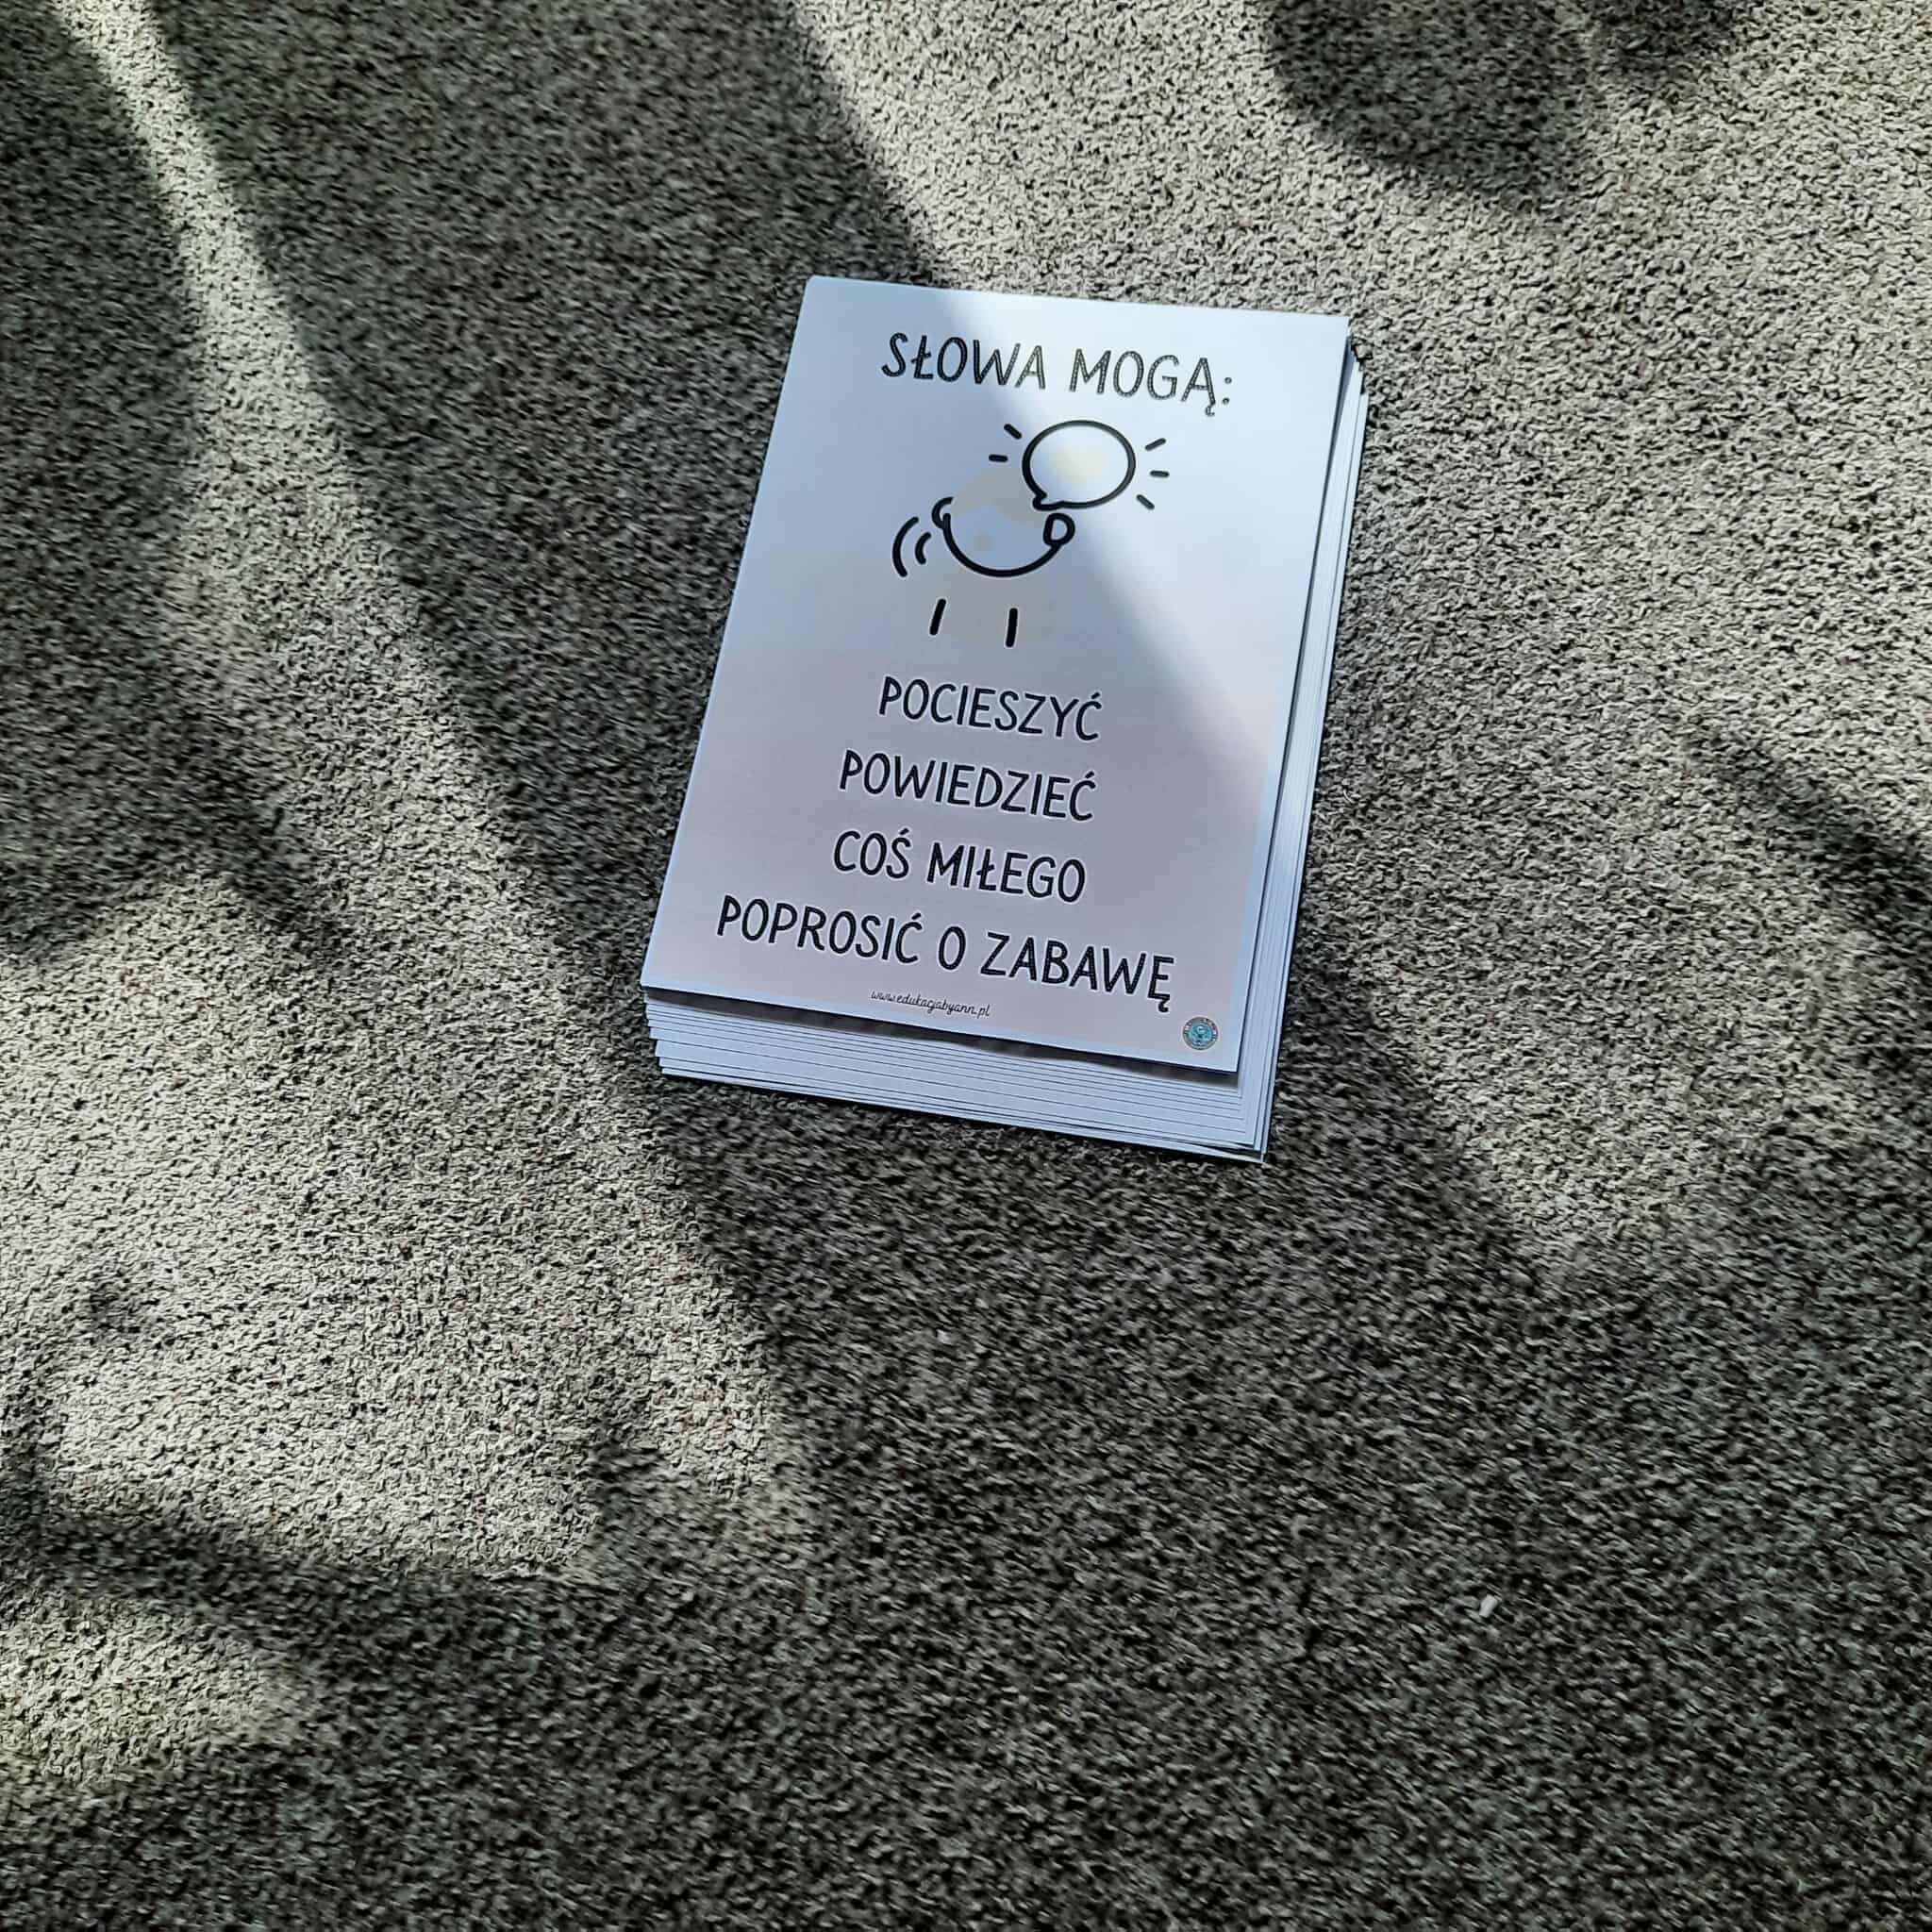 SŁOWA MOGĄ:
POCIESZYĆ
POWIEDZIEĆ
COŚ MIŁEGO
POPROSIĆ O ZABAWĘ
www.edukacjabyann.pl